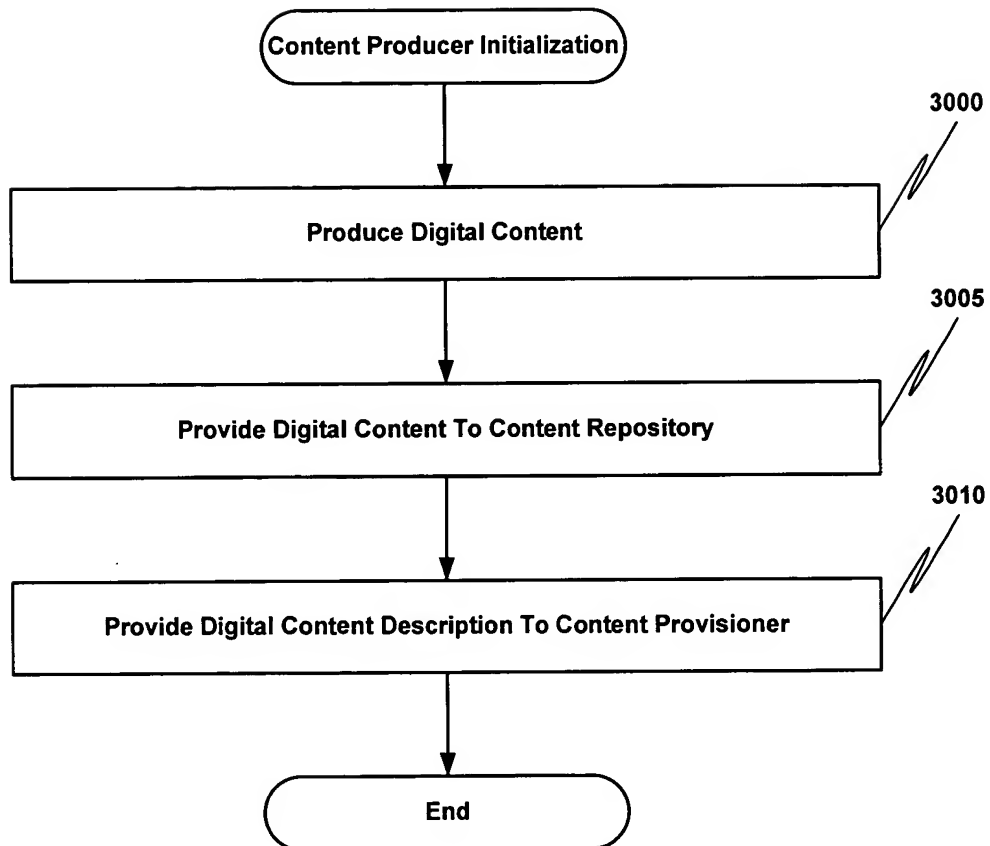 Content Producer Initialization
3000
Produce Digital Content
3005
Provide Digital Content To Content Repository
3010
Provide Digital Content Description To Content Provisioner
End